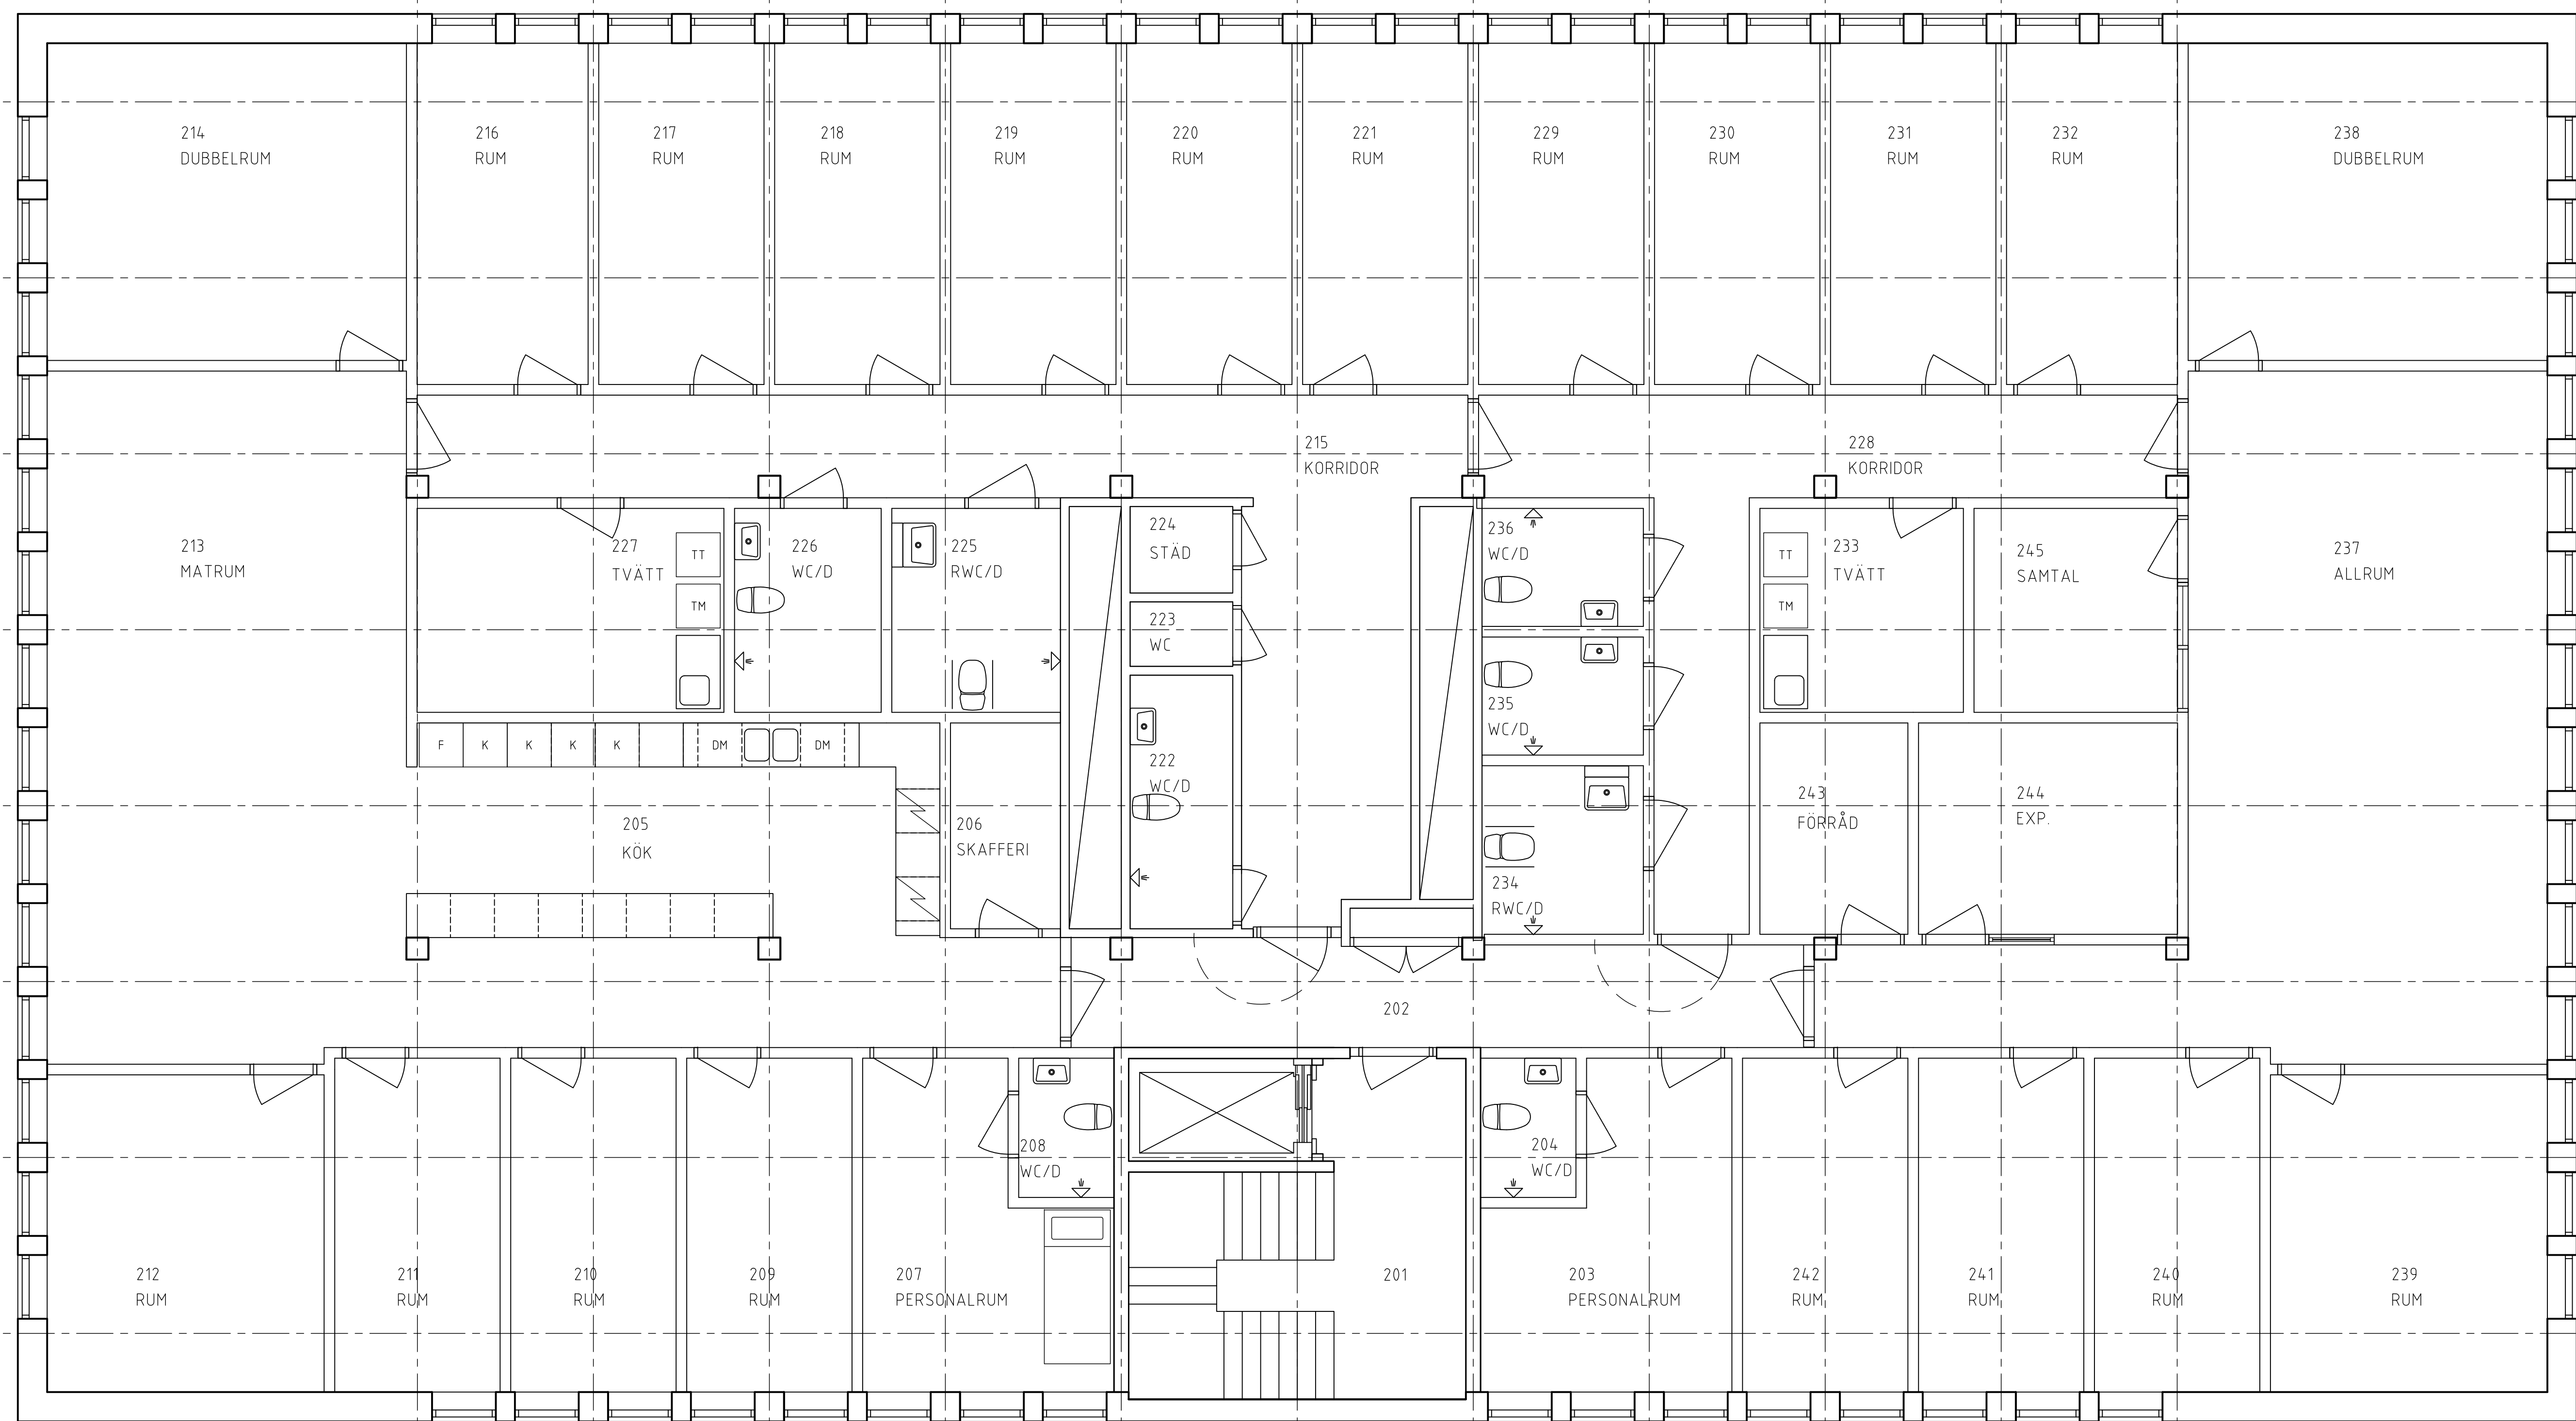 214
DUBBELRUM
216
RUM
217
RUM
218
RUM
219
RUM
220
RUM
221
RUM
229
RUM
230
RUM
231
RUM
232
RUM
238
DUBBELRUM
215
KORRIDOR
228
KORRIDOR
213
MATRUM
227
TVÄTT
TT
TM
226
WC/D
225
RWC/D
224
STÄD
223
WC
222
WC/D
236
WC/D
235
WC/D
234
RWC/D
TT
TM
233
TVÄTT
245
SAMTAL
237
ALLRUM
F
K
K
K
K
DM
DM
205
KÖK
206
SKAFFERI
243
FÖRRÅD
244
EXP.
202
208
WC/D
204
WC/D
212
RUM
211
RUM
210
RUM
209
RUM
207
PERSONALRUM
201
203
PERSONALRUM
242
RUM
241
RUM
240
RUM
239
RUM